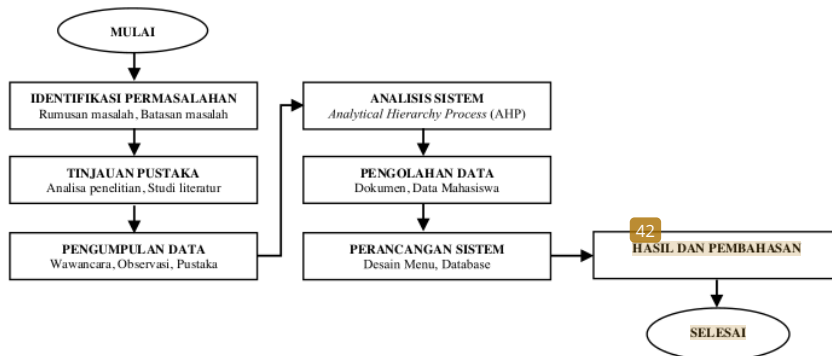 MULAI
IDENTIFIKASI PERMASALAHAN
Rumusan masalah, Batasan masalah
TINJAUAN PUSTAKA
Analisa penelitian, Studi literatur
PENGUMPULAN DATA
Wawancara, Observasi, Pustaka
ANALISIS SISTEM
Analytical Hierarchy Process (AHP)
PENGOLAHAN DATA
Dokumen, Data Mahasiswa
PERANCANGAN SISTEM
Desain Menu, Database
42
HASIL DAN PEMBAHASAN
SELESAI